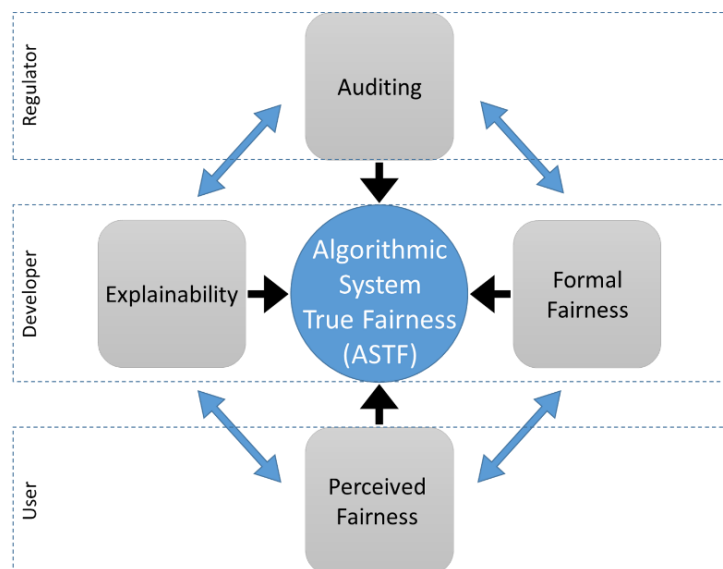 Regulator
Auditing
Developer
Explainability
Algorithmic
System
True Fairness
(ASTF)
Formal
Fairness
User
Perceived
Fairness